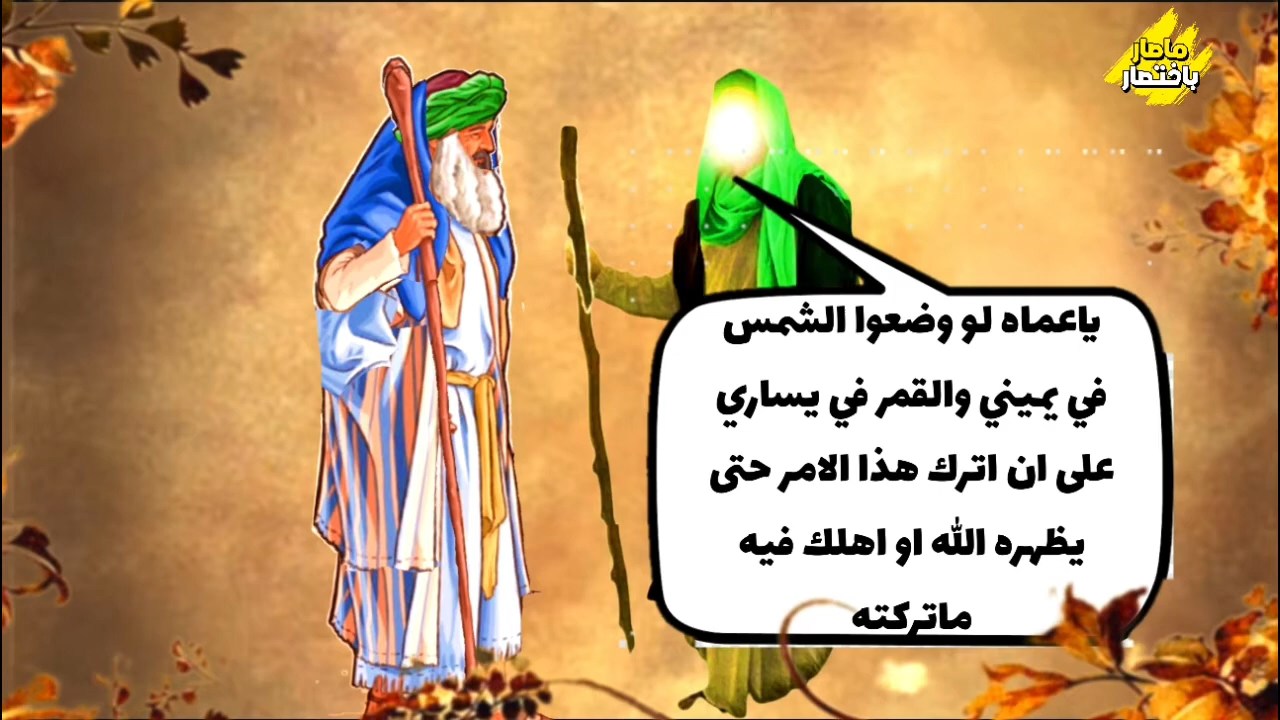 ماصار
باختصار
ياعماه لو وضعوا الشمس
في يميني والقمر في يساري
على ان اترك هذا الامر حتى
يظهره الله او اهلك فيه
ماتركته